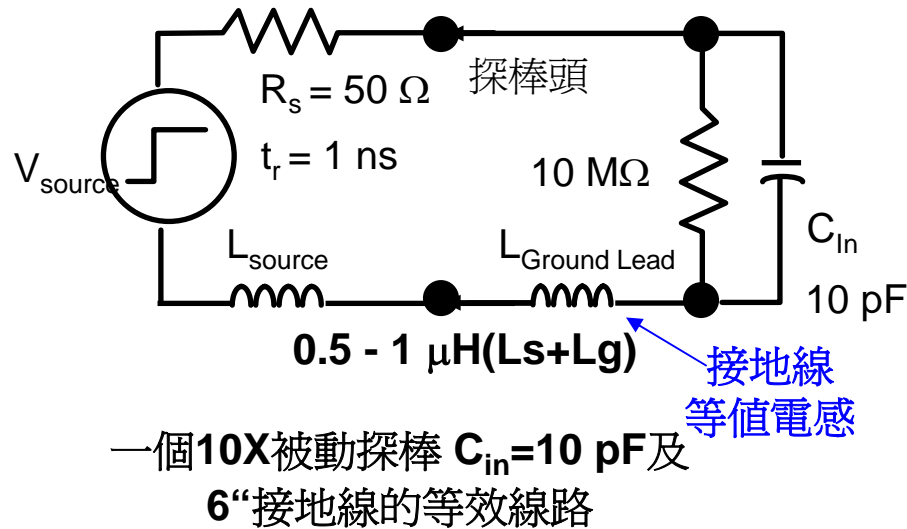 探棒頭
Rs = 50 Ω
tr = 1 ns
Vsource
10 MΩ
CIn
10 pF
Lsource
LGround Lead
0.5 - 1 μH(Ls+Lg)
接地線
等值電感
一個10X被動探棒 Cin=10 pF及
6“接地線的等效線路